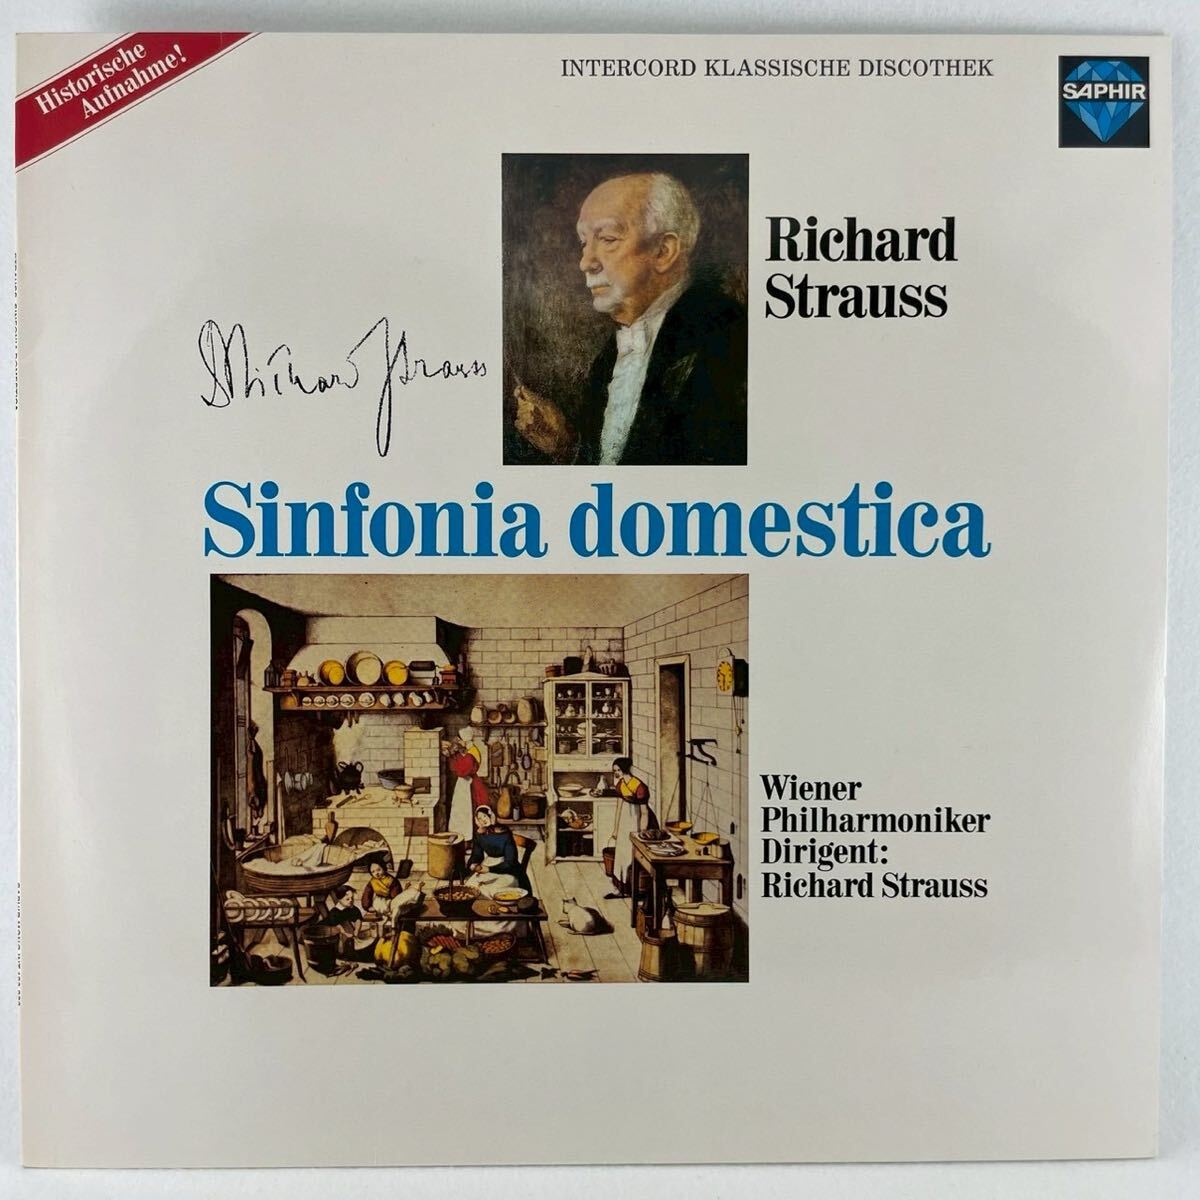 Historische
Aufnahme!
INTERCORD KLASSISCHE DISCOTHEK
SAPHIR
Richard
Strauss
Richard Strauss
Sinfonia domestica
Wiener
Philharmoniker
Dirigent:
Richard Strauss